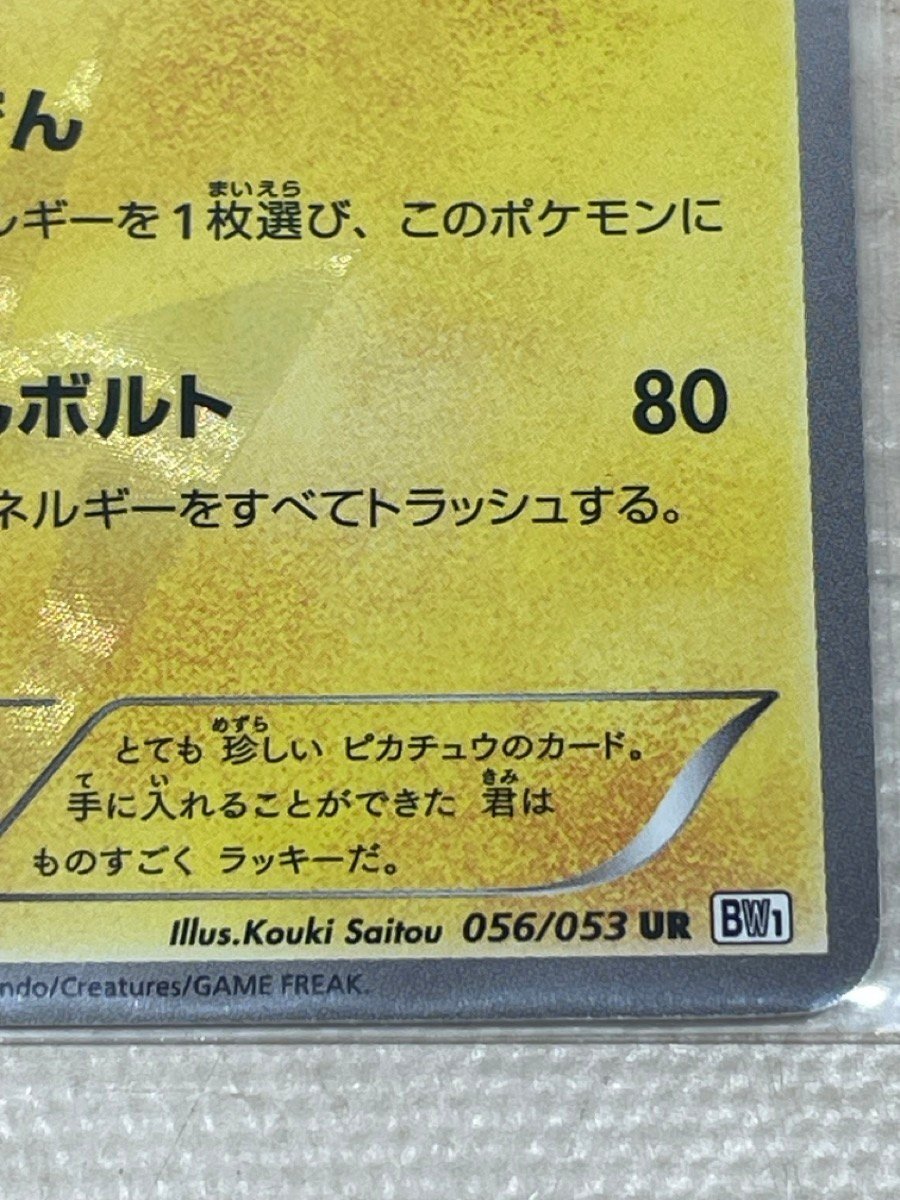 でん
ルギーを1枚選び、このポケモンに
まいえら
ボルト 80
ネルギーをすべてトラッシュする。
とても 珍しい ピカチュウのカード。
めずら
手に入れることができた 君は
て い きみ
ものすごく ラッキーだ。
Illus.Kouki Saitou 056/053 UR BW1
ndo/Creatures/GAME FREAK.